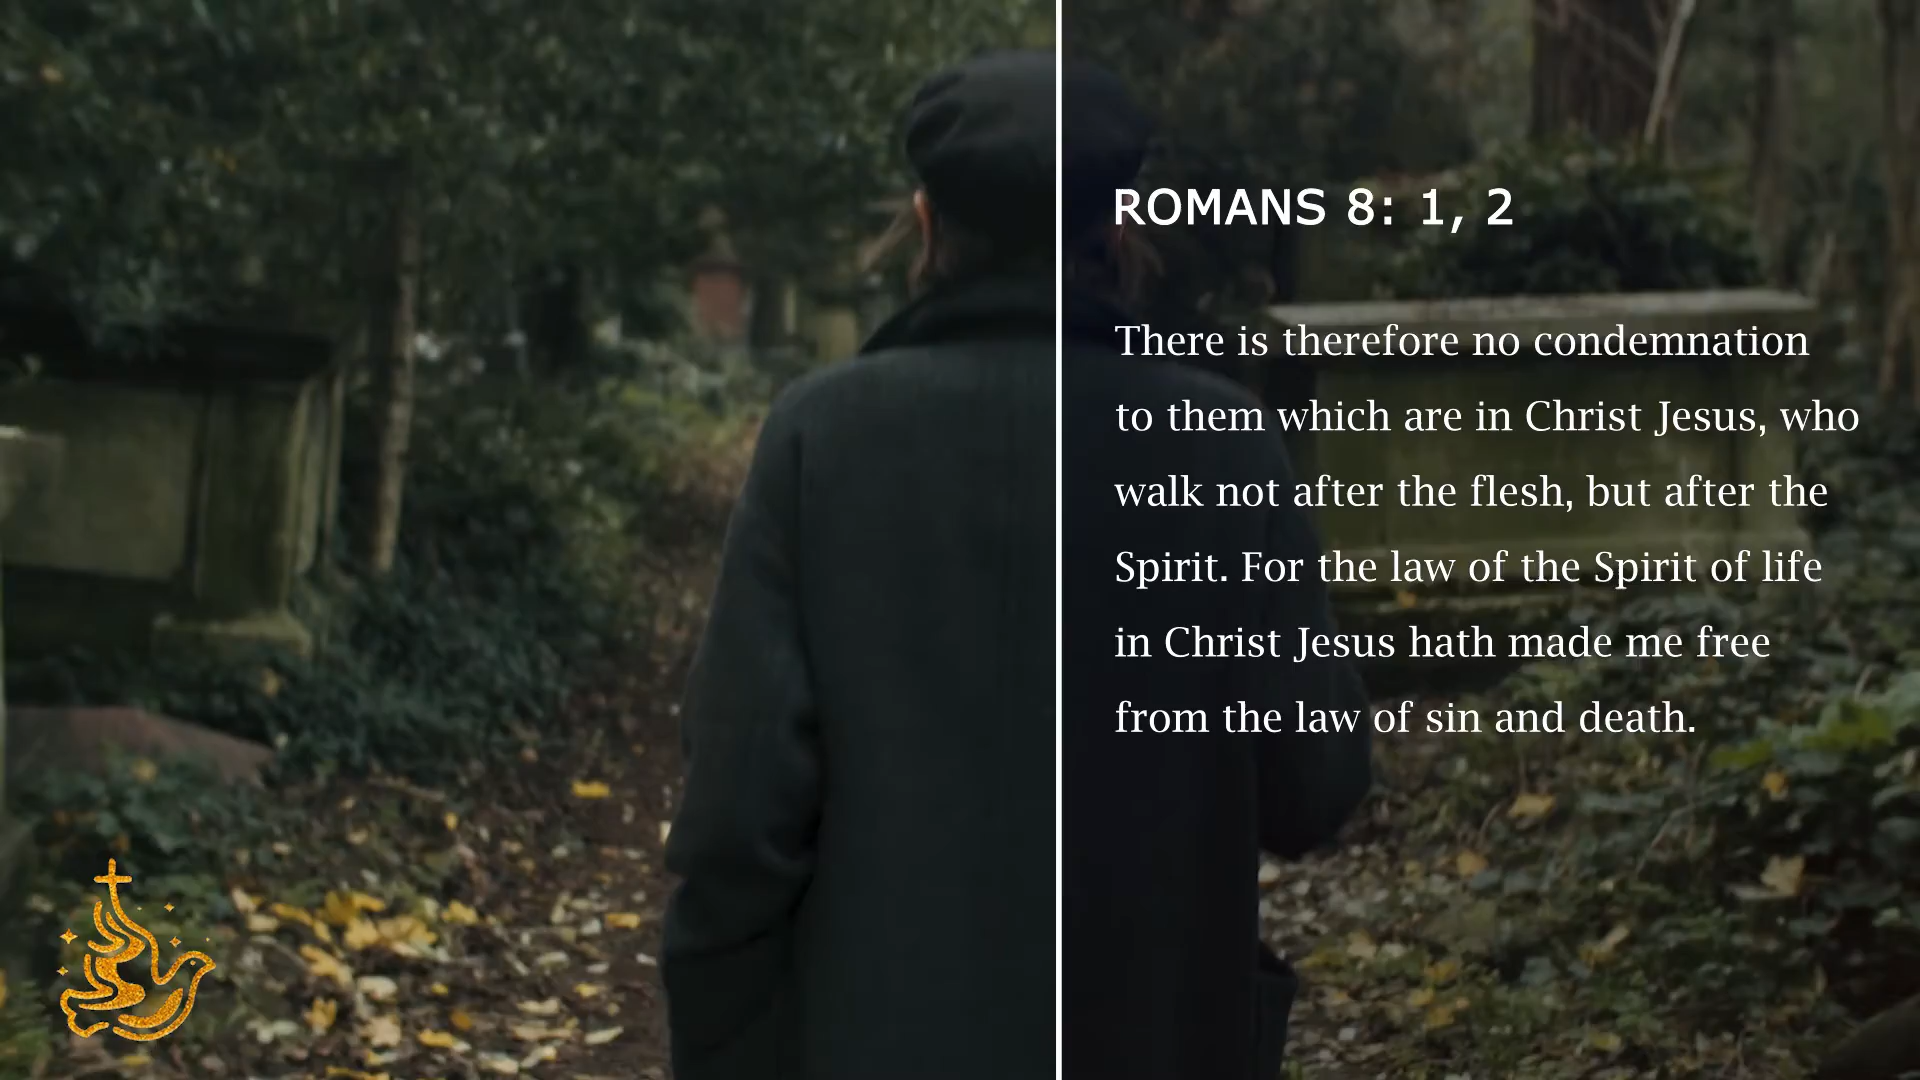 ROMANS 8: 1, 2
There is therefore no condemnation
to them which are in Christ Jesus, who
walk not after the flesh, but after the
Spirit. For the law of the Spirit of life
in Christ Jesus hath made me free
from the law of sin and death.